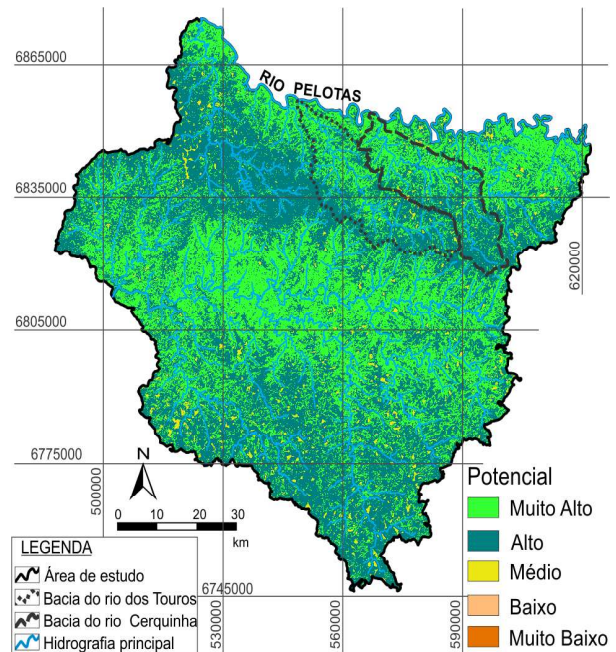 6865000
RIO PELOTAS
6835000
620000
6805000
6775000
500000
N
0 10 20 30
km
6745000
530000
560000
590000
LEGENDA
Área de estudo
Bacia do rio dos Touros
Bacia do rio Cerquinha
Hidrografia principal
Potencial
Muito Alto
Alto
Médio
Baixo
Muito Baixo